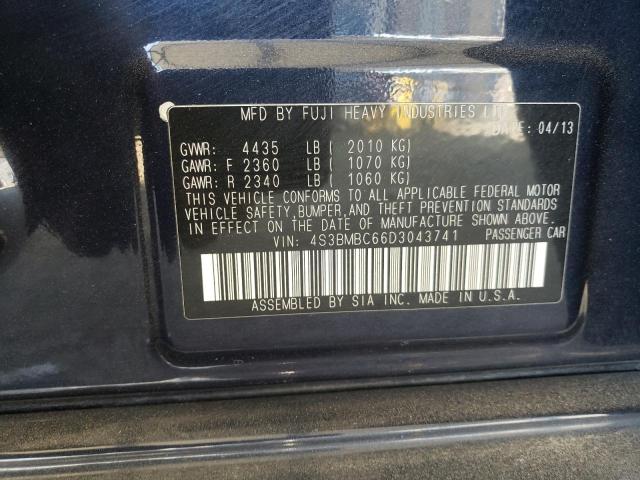 MFD BY FUJI HEAVY INDUSTRIES LTD.
DATE: 04/13
GVWR: 4435 LB ( 2010 KG)
GAWR: F 2360 LB ( 1070 KG)
GAWR: R 2340 LB ( 1060 KG)
THIS VEHICLE CONFORMS TO ALL APPLICABLE FEDERAL MOTOR
VEHICLE SAFETY,BUMPER,AND THEFT PREVENTION STANDARDS
IN EFFECT ON THE DATE OF MANUFACTURE SHOWN ABOVE.
VIN: 4S3BMBC66D3043741 PASSENGER CAR
ASSEMBLED BY SIA INC. MADE IN U.S.A.